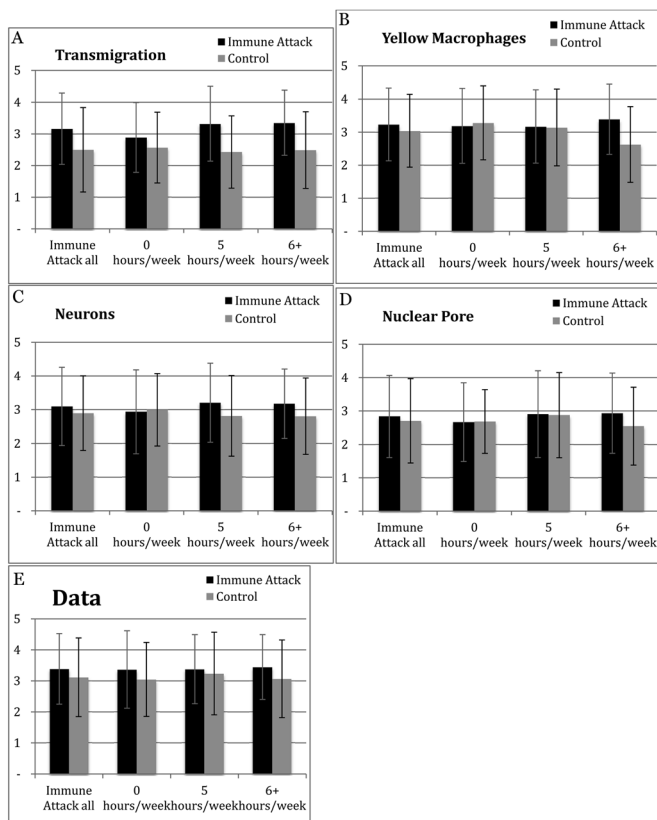 A
Transmigration
Immune Attack
Control
5
4
3
2
1
-
Immune Attack all
0 hours/week
5 hours/week
6+ hours/week
B
Yellow Macrophages
Immune Attack
Control
5
4
3
2
1
-
Immune Attack all
0 hours/week
5 hours/week
6+ hours/week
C
Neurons
Immune Attack
Control
5
4
3
2
1
-
Immune Attack all
0 hours/week
5 hours/week
6+ hours/week
D
Nuclear Pore
Immune Attack
Control
5
4
3
2
1
-
Immune Attack all
0 hours/week
5 hours/week
6+ hours/week
E
Data
Immune Attack
Control
5
4
3
2
1
-
Immune Attack all
0 hours/week
5 hours/week
6+ hours/week